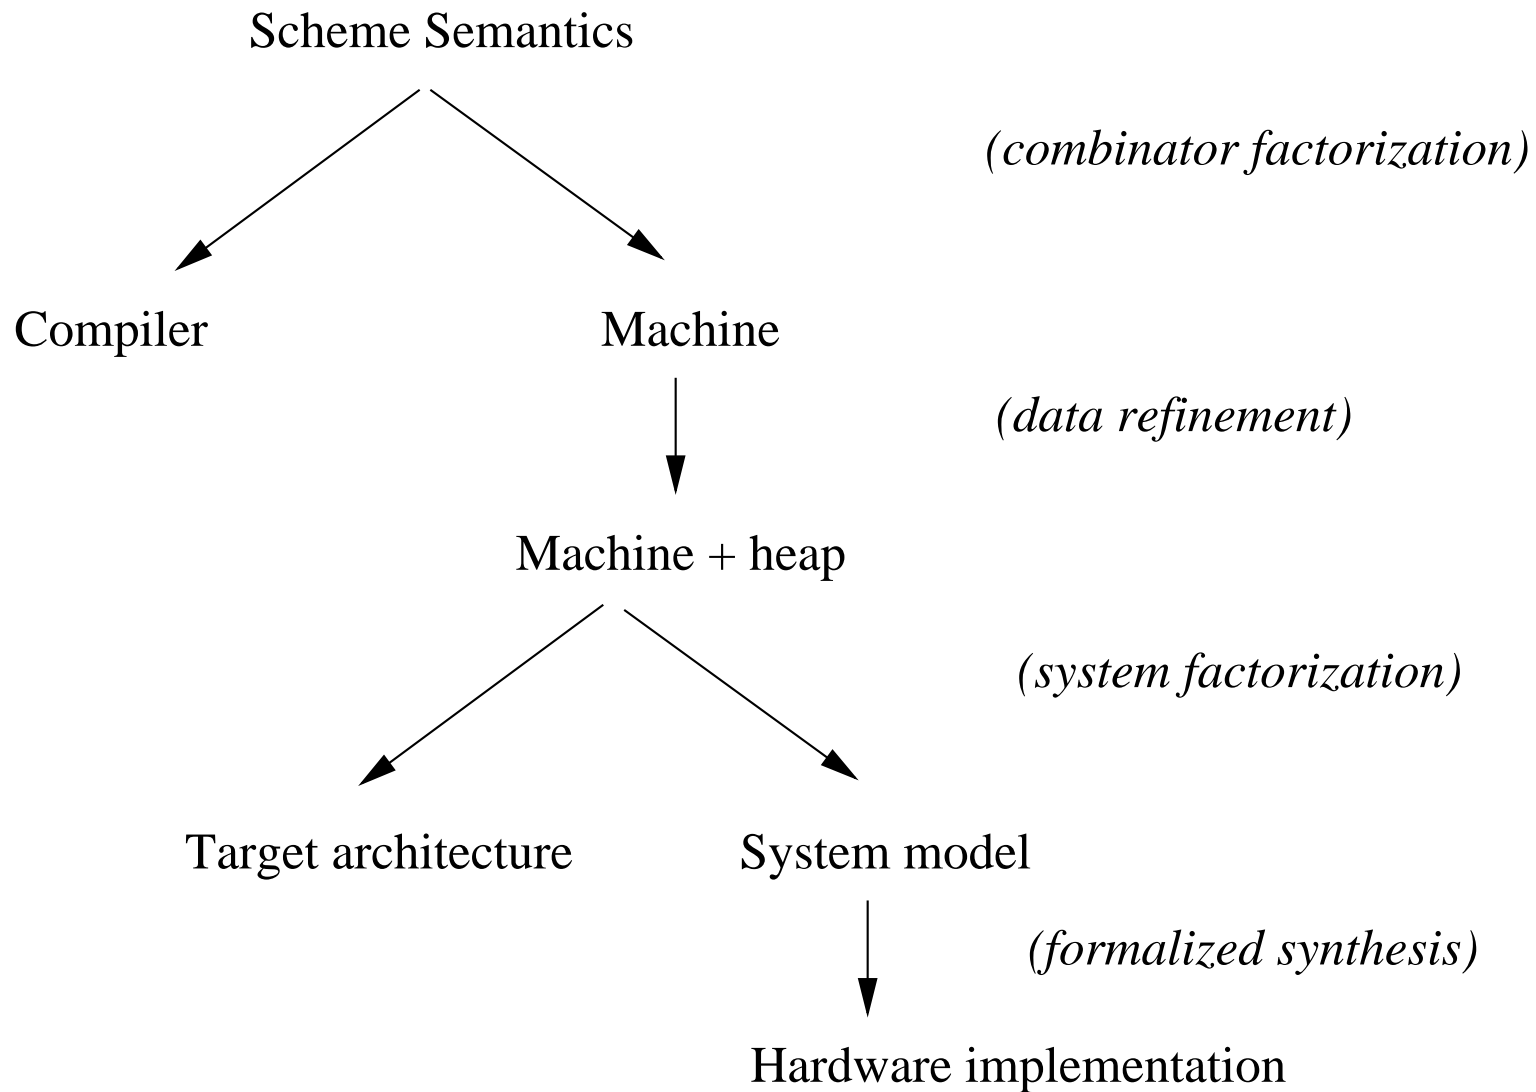 Scheme Semantics
(combinator factorization)
Compiler
Machine
(data refinement)
Machine + heap
(system factorization)
Target architecture
System model
(formalized synthesis)
Hardware implementation